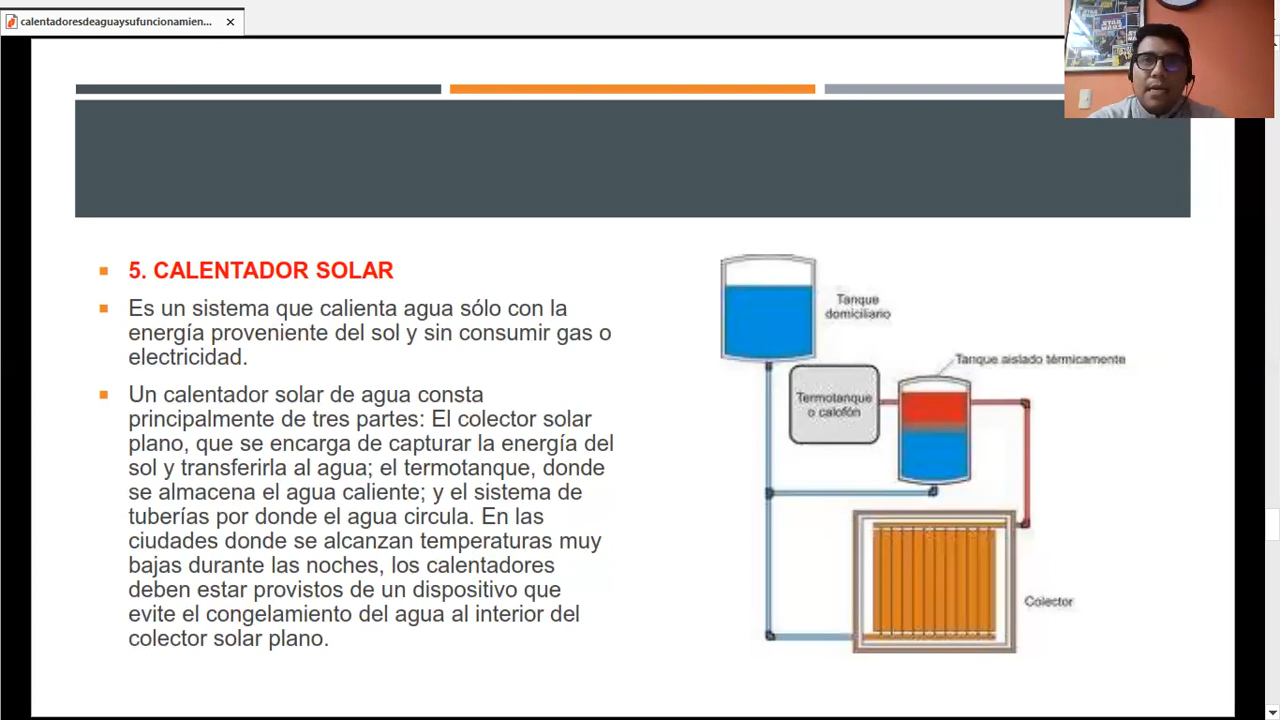 calentadoresdeaguaysufuncionamien...
STAR
WARS
5. CALENTADOR SOLAR
Es un sistema que calienta agua sólo con la
energía proveniente del sol y sin consumir gas o
electricidad.
Un calentador solar de agua consta
principalmente de tres partes: El colector solar
plano, que se encarga de capturar la energía del
sol y transferirla al agua; el termotanque, donde
se almacena el agua caliente; y el sistema de
tuberías por donde el agua circula. En las
ciudades donde se alcanzan temperaturas muy
bajas durante las noches, los calentadores
deben estar provistos de un dispositivo que
evite el congelamiento del agua al interior del
colector solar plano.
Tanque
domiciliario
Tanque aislado térmicamente
Termotanque
o calofón
Colector